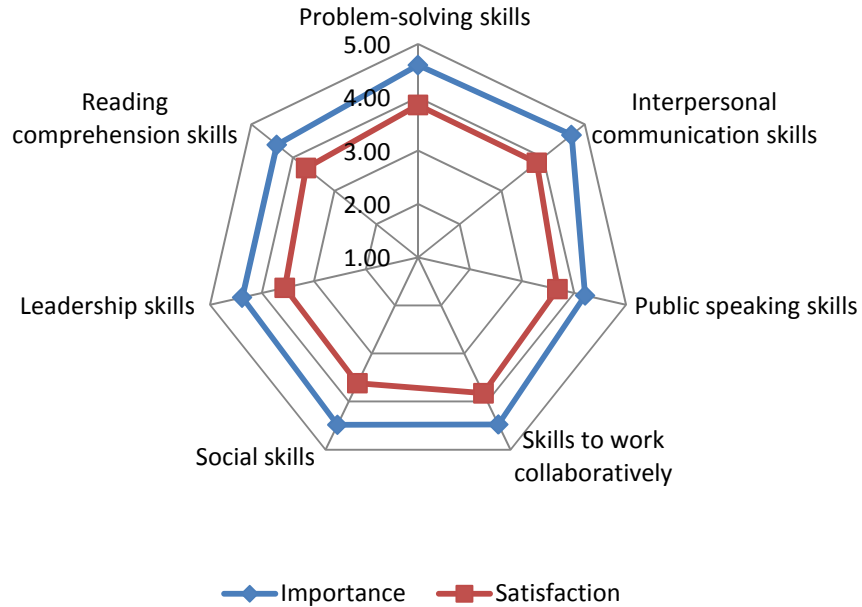 Problem-solving skills
5.00
Reading
comprehension skills
Interpersonal
communication skills
4.00
3.00
2.00
1.00
Leadership skills
Public speaking skills
Social skills
Skills to work
collaboratively
Importance
Satisfaction